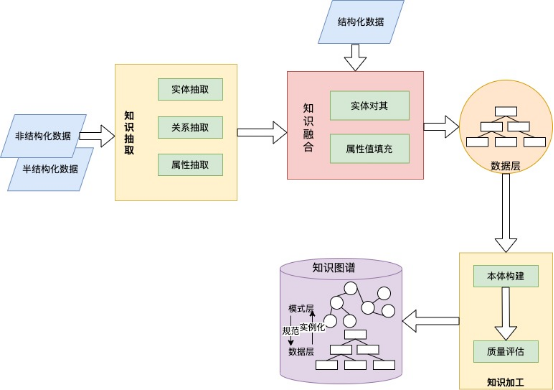 结构化数据
非结构化数据
半结构化数据
知识抽取
实体抽取
关系抽取
属性抽取
知识融合
实体对其
属性值填充
数据层
本体构建
质量评估
知识加工
知识图谱
模式层
规范
实例化
数据层